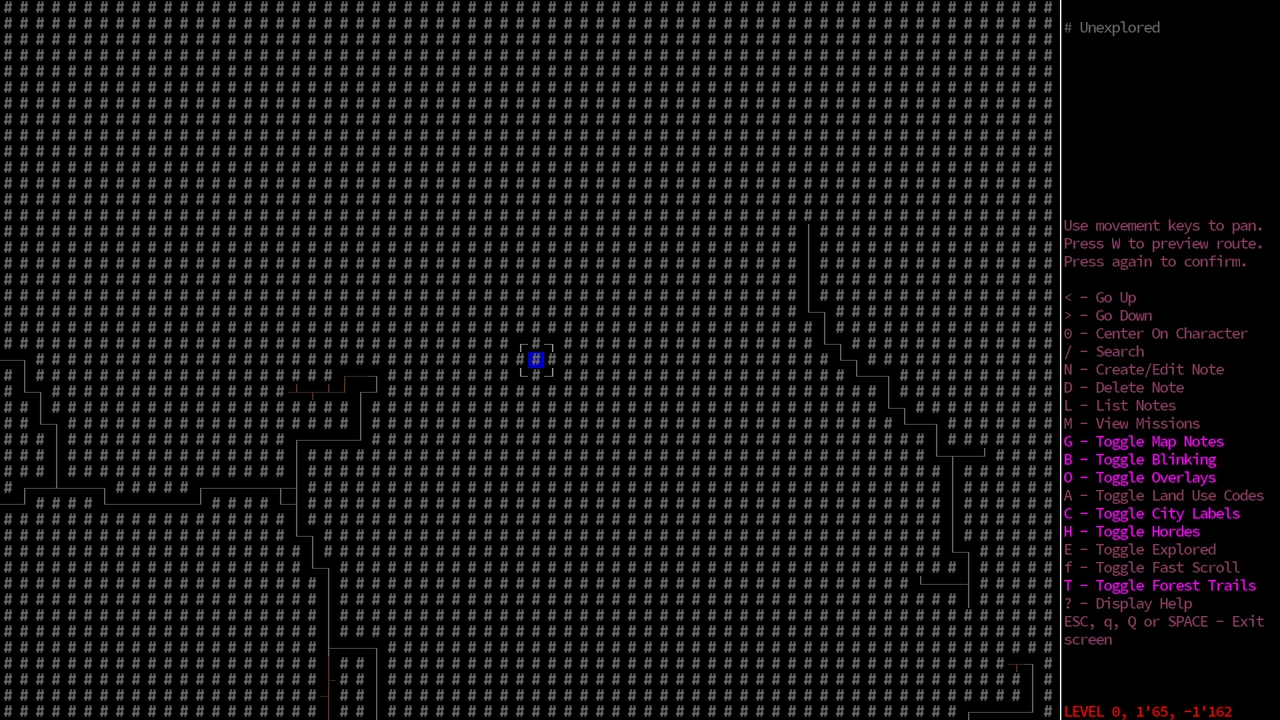 # Unexplored
Use movement keys to pan.
Press W to preview route.
Press again to confirm.
< - Go Up
> - Go Down
0 - Center On Character
/ - Search
N - Create/Edit Note
D - Delete Note
L - List Notes
M - View Missions
G - Toggle Map Notes
B - Toggle Blinking
O - Toggle Overlays
A - Toggle Land Use Codes
C - Toggle City Labels
H - Toggle Hordes
E - Toggle Explored
f - Toggle Fast Scroll
T - Toggle Forest Trails
? - Display Help
ESC, q, Q or SPACE - Exit
screen
LEVEL 0, 1'65, -1'162